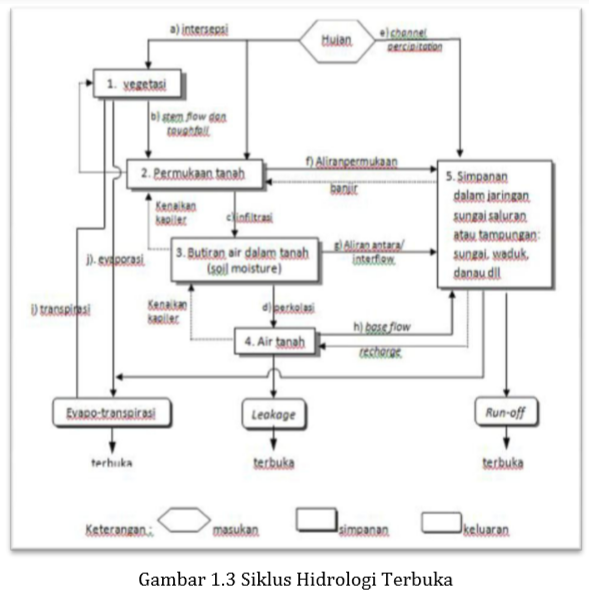 a) intersepsi
Hujan
e) channel
percipitation
1. vegetasi
b) stem flow dan
toughfall
2. Permukaan tanah
f) Aliranpermukaan
banjir
Kenaikan
kapiler
c) infiltrasi
5. Simpanan
dalam jaringan
sungai saluran
atau tampungan:
sungai, waduk,
danau dll
3. Butiran air dalam tanah
(soil moisture)
g) Aliran antara/
interflow
j). evaporasi
i) transpirasi
Kenaikan
kapiler
d) perkolasi
h) base flow
recharge
4. Air tanah
Evapo-transpirasi
Leakage
Run-off
terbuka
terbuka
terbuka
Keterangan :
masukan
simpanan
keluaran
Gambar 1.3 Siklus Hidrologi Terbuka